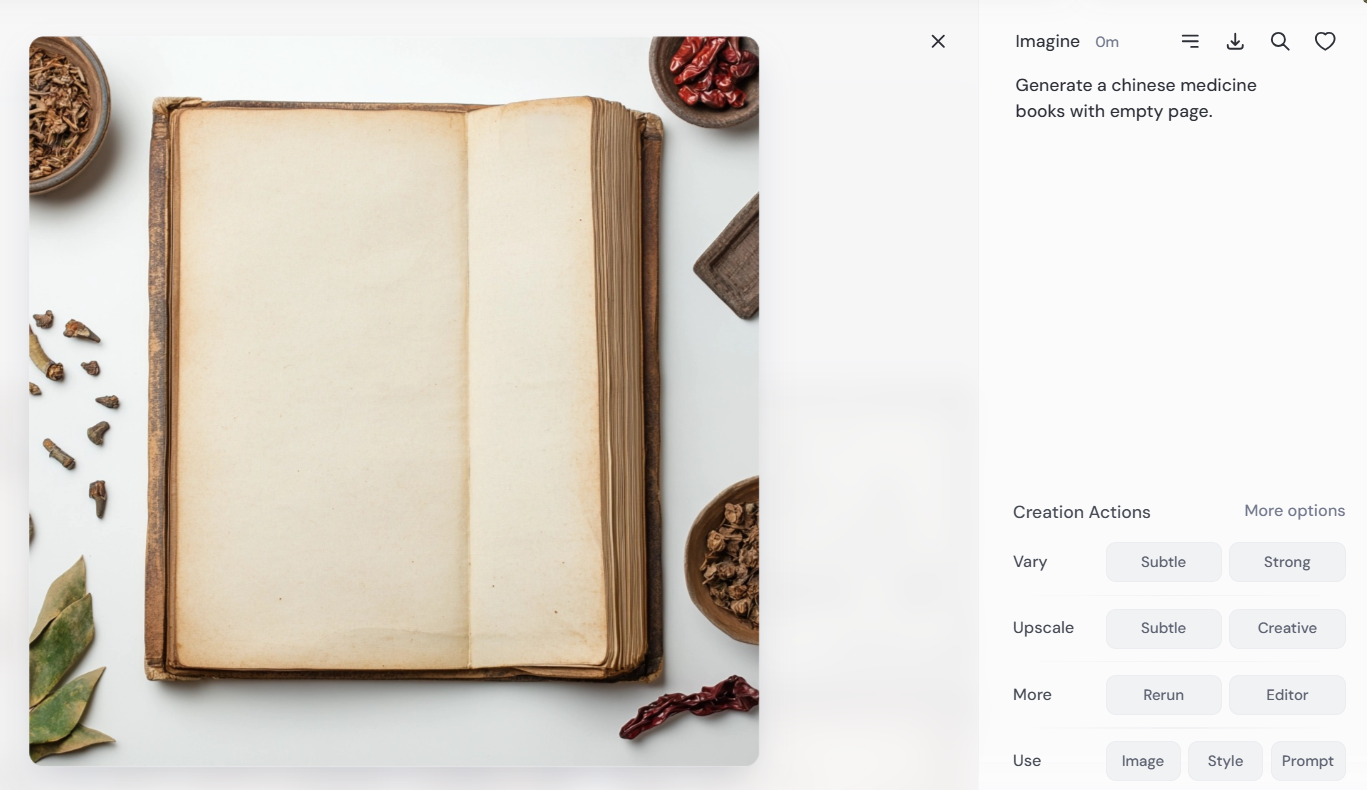 Imagine 0m
Generate a chinese medicine
books with empty page.
Creation Actions More options
Vary Subtle Strong
Upscale Subtle Creative
More Rerun Editor
Use Image Style Prompt